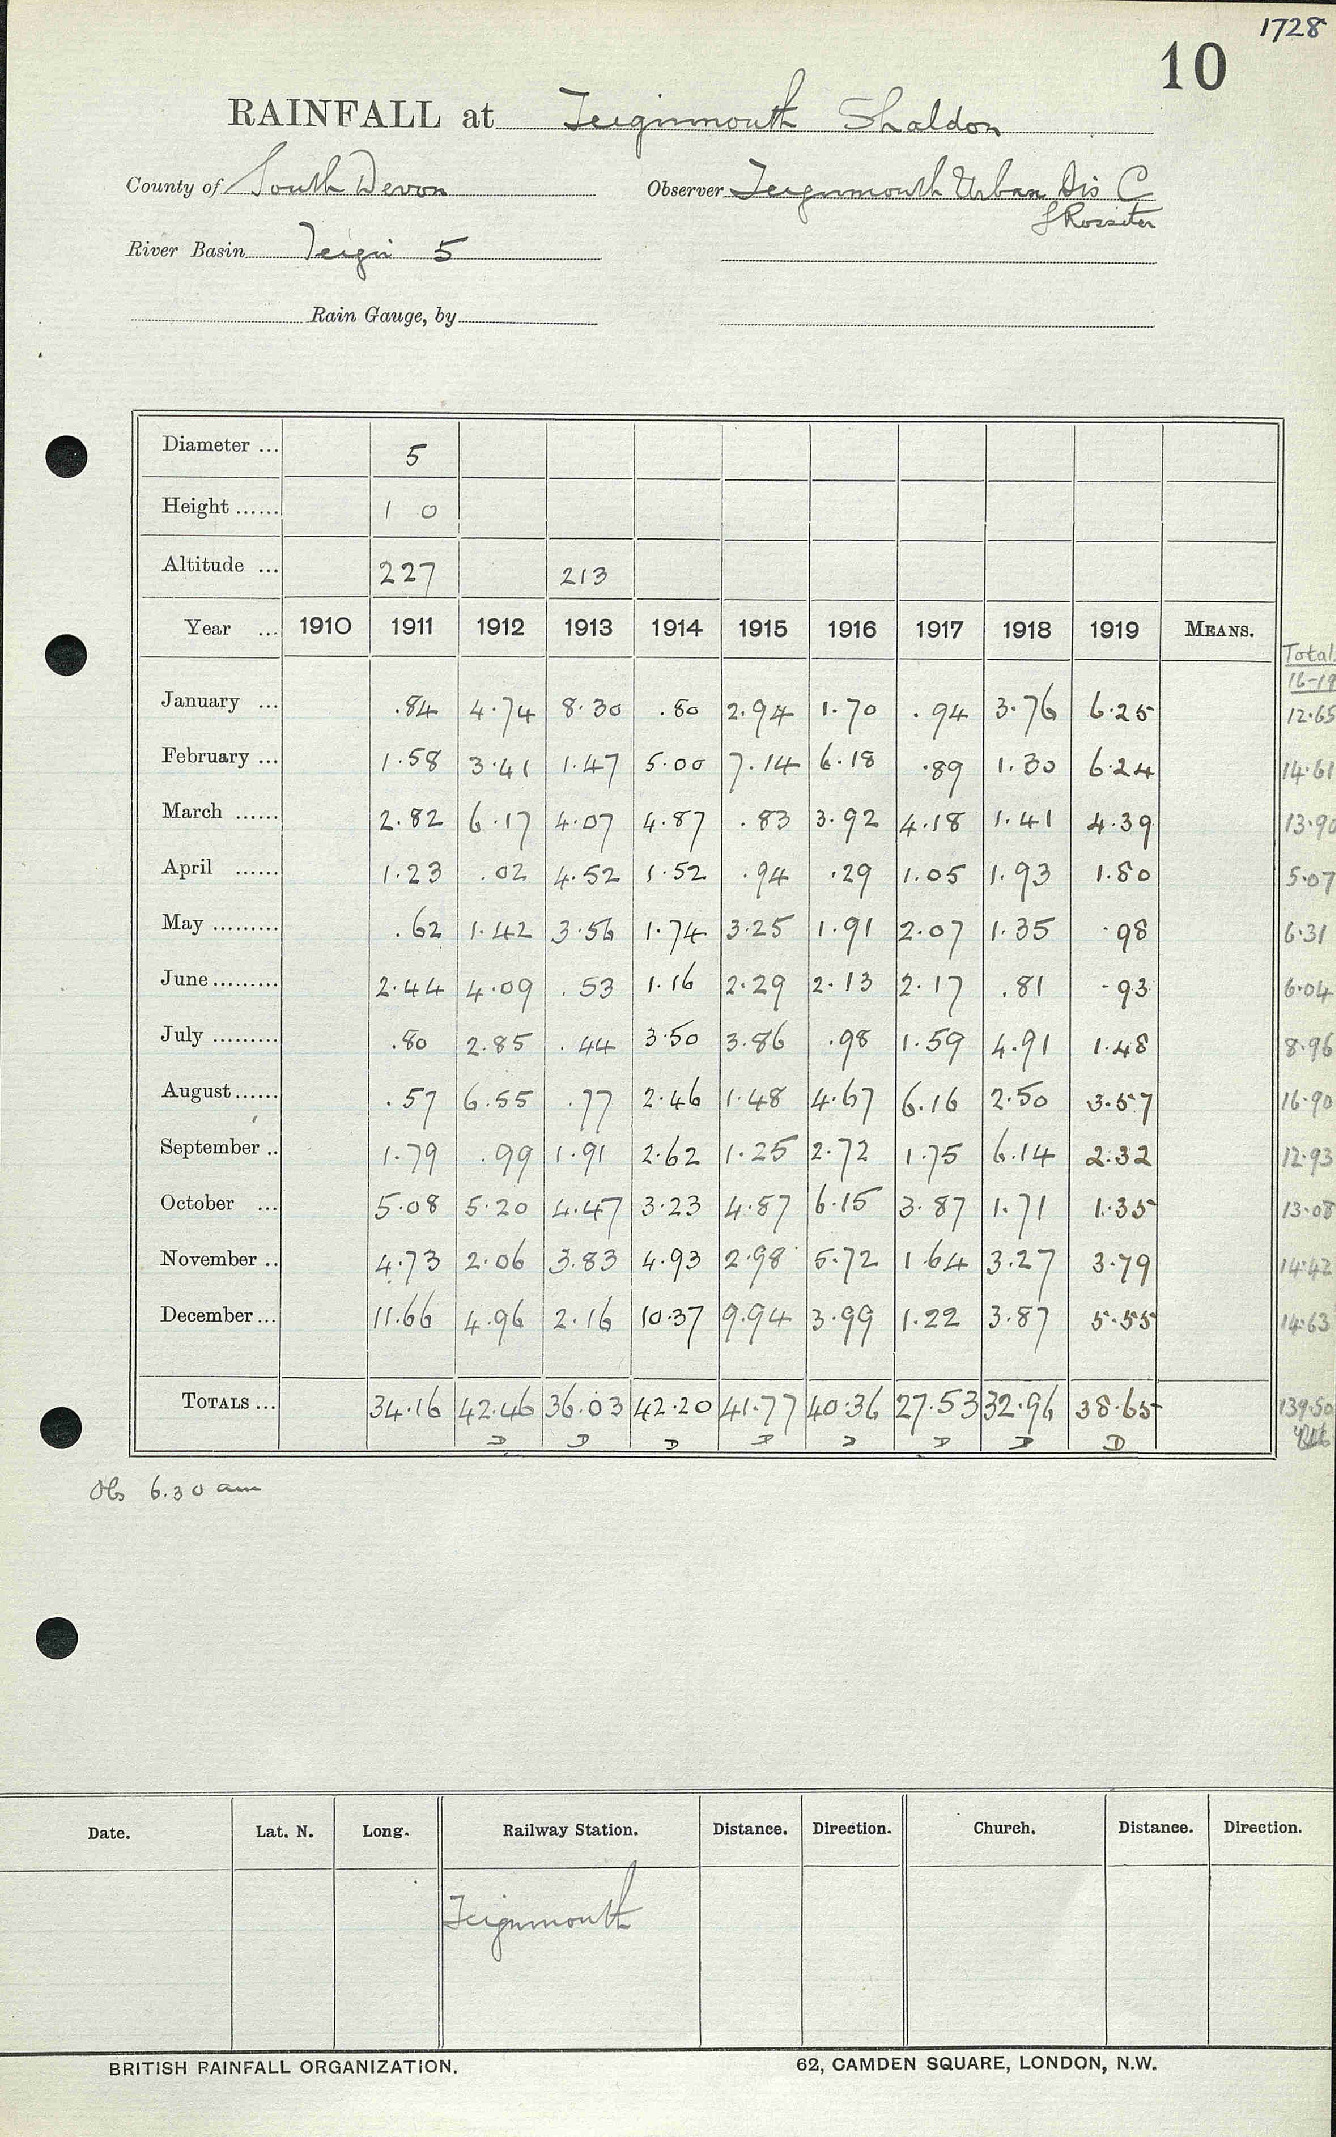 1728
10
RAINFALL at Teignmouth Shaldon
County of South Devon Observer Teignmouth Urban Dis C
S Rossiter
River Basin Teign 5
Rain Gauge, by
Diameter ... 5
Height ...... 1 0
Altitude ... 227 213
Year ... 1910 1911 1912 1913 1914 1915 1916 1917 1918 1919 MEANS. Total
16-19
January ... .84 4.74 8.30 .80 2.94 1.70 .94 3.76 6.25 12.65
February ... 1.58 3.41 1.47 5.00 7.14 6.18 .89 1.30 6.24 14.61
March ...... 2.82 6.17 4.07 4.87 .83 3.92 4.18 1.41 4.39 13.90
April ...... 1.23 .02 4.52 1.52 .94 .29 1.05 1.93 1.80 5.07
May ......... .62 1.42 3.56 1.74 3.25 1.91 2.07 1.35 .98 6.31
June ......... 2.44 4.09 .53 1.16 2.29 2.13 2.17 .81 .93 6.04
July ......... .80 2.85 .44 3.50 3.86 .98 1.59 4.91 1.48 8.96
August ...... .57 6.55 .77 2.46 1.48 4.67 6.16 2.50 3.57 16.90
September .. 1.79 .99 1.91 2.62 1.25 2.72 1.75 6.14 2.32 12.93
October ... 5.08 5.20 4.47 3.23 4.87 6.15 3.87 1.71 1.35 13.08
November .. 4.73 2.06 3.83 4.93 2.98 5.72 1.64 3.27 3.79 14.42
December ... 11.66 4.96 2.16 10.37 9.94 3.99 1.22 3.87 5.55 14.63
TOTALS ... 34.16 42.46 36.03 42.20 41.77 40.36 27.53 32.96 38.65 139.50
D D D D D D D D
Obs 6.30 am
Date. Lat. N. Long. Railway Station. Distance. Direction. Church. Distance. Direction.
Teignmouth
BRITISH RAINFALL ORGANIZATION. 62, CAMDEN SQUARE, LONDON, N.W.